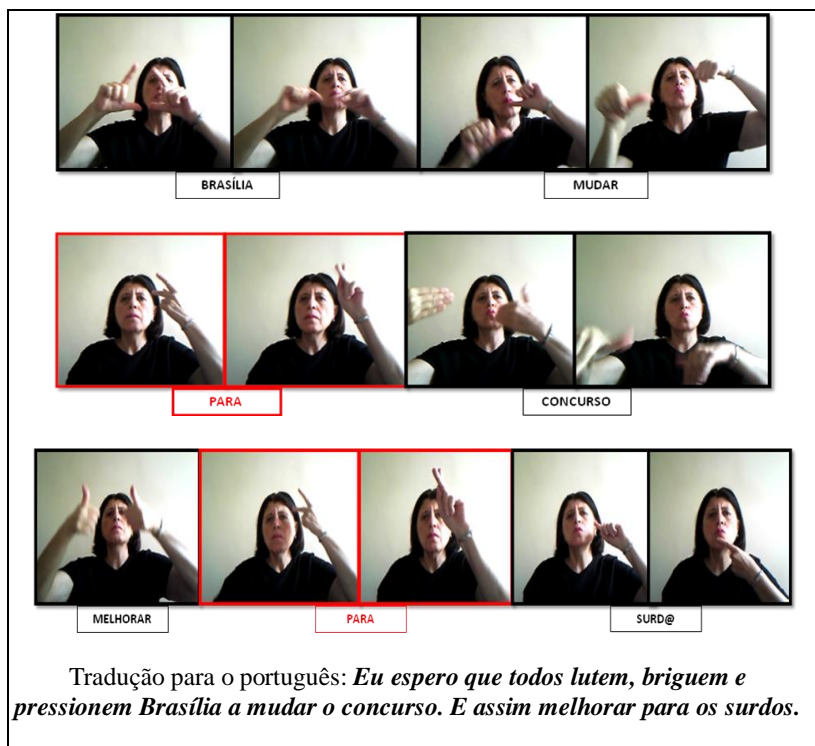 BRASÍLIA MUDAR
PARA CONCURSO
MELHORAR PARA SURD@
Tradução para o português: Eu espero que todos lutem, briguem e
pressionem Brasília a mudar o concurso. E assim melhorar para os surdos.